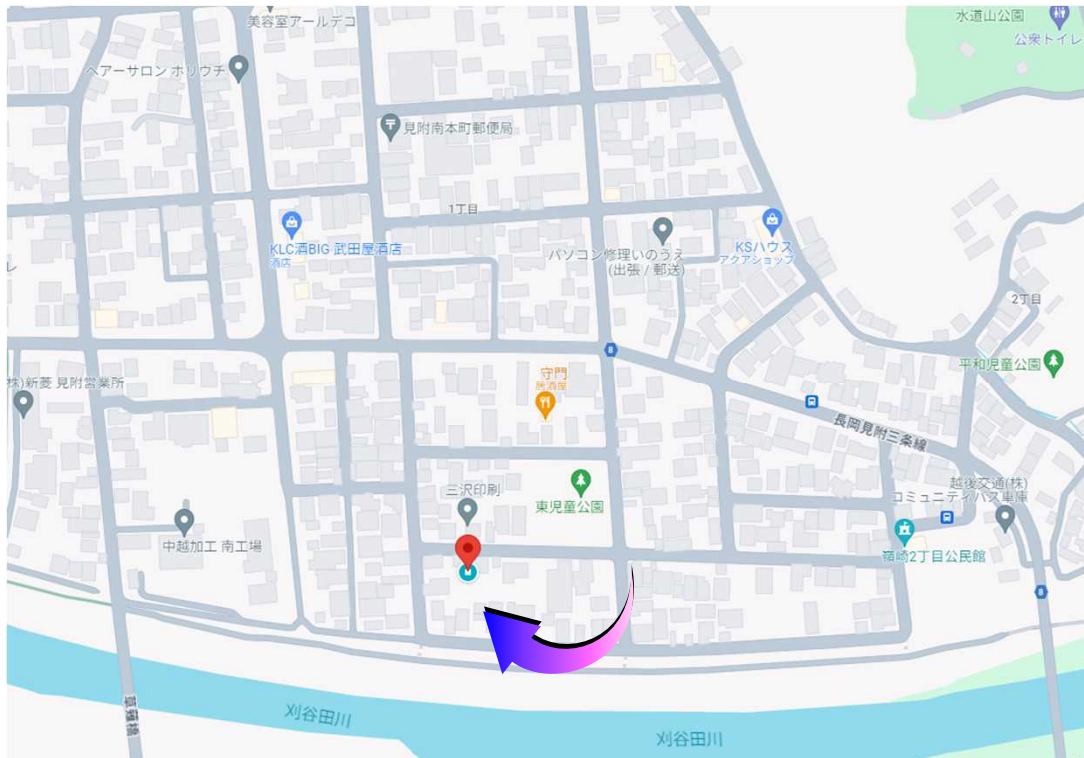 美容室アールデコ
水道山公園
公衆トイレ
ヘアーサロン ホリウチ
見附南本町郵便局
1丁目
KLC酒BIG 武田屋酒店
酒店
パソコン修理いのうえ
(出張 / 郵送)
KSハウス
アクアショップ
レ
2丁目
8
平和児童公園
守門
居酒屋
株)新菱 見附営業所
長岡見附三条線
三沢印刷
東児童公園
越後交通(株)
コミュニティバス車庫
中越加工 南工場
嶺崎2丁目公民館
8
草薙橋
刈谷田川
刈谷田川